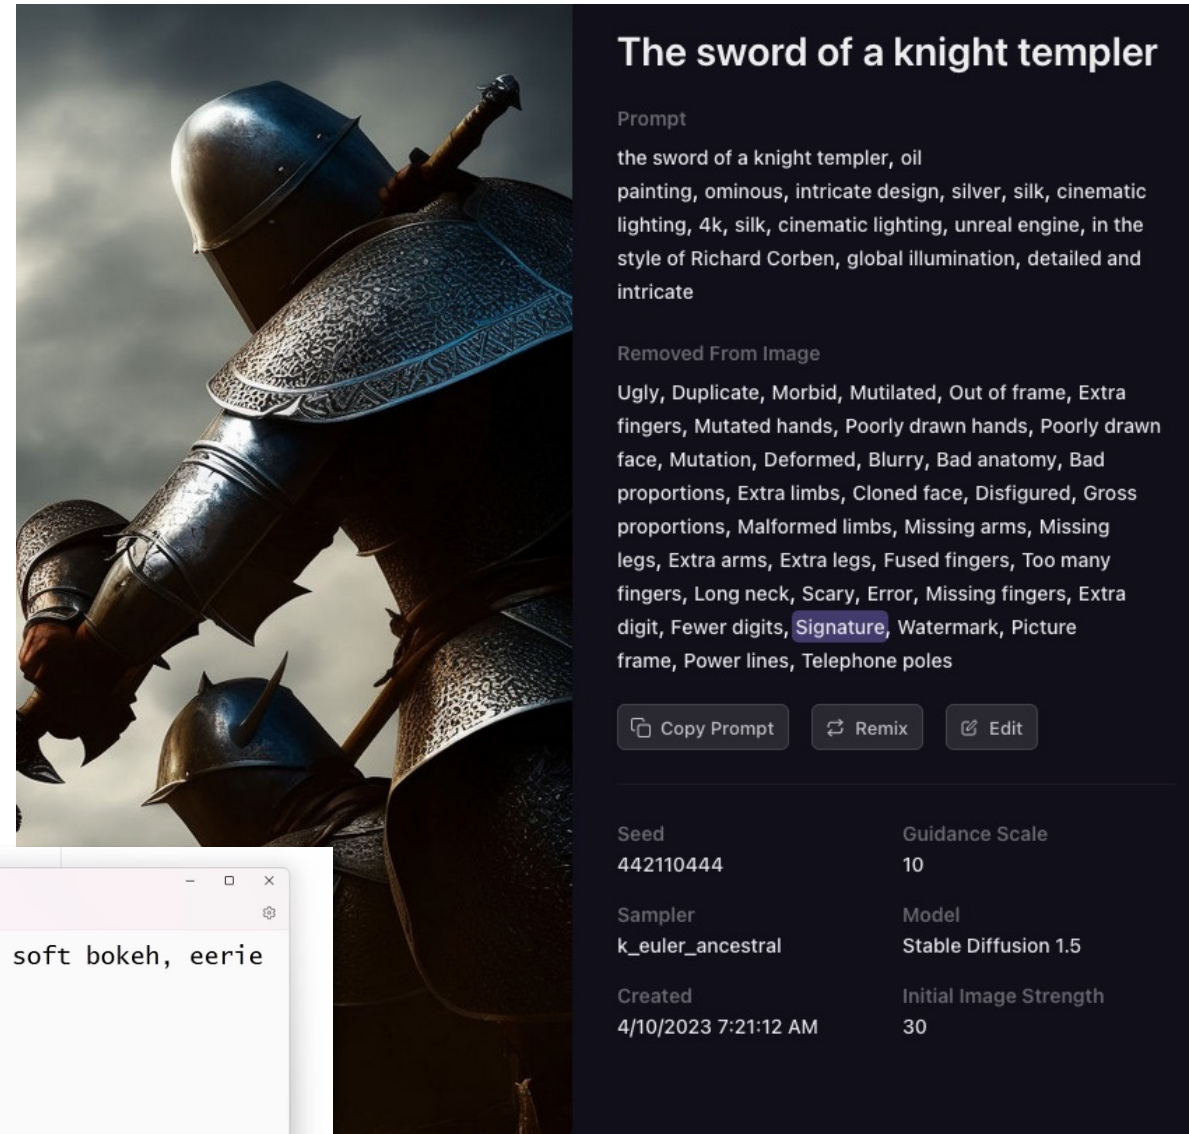 The sword of a knight templer
Prompt
the sword of a knight templer, oil
painting, ominous, intricate design, silver, silk, cinematic
lighting, 4k, silk, cinematic lighting, unreal engine, in the
style of Richard Corben, global illumination, detailed and
intricate
Removed From Image
Ugly, Duplicate, Morbid, Mutilated, Out of frame, Extra
fingers, Mutated hands, Poorly drawn hands, Poorly drawn
face, Mutation, Deformed, Blurry, Bad anatomy, Bad
proportions, Extra limbs, Cloned face, Disfigured, Gross
proportions, Malformed limbs, Missing arms, Missing
legs, Extra arms, Extra legs, Fused fingers, Too many
fingers, Long neck, Scary, Error, Missing fingers, Extra
digit, Fewer digits, Signature, Watermark, Picture
frame, Power lines, Telephone poles
Copy Prompt Remix Edit
Seed Guidance Scale
442110444 10
Sampler Model
k_euler_ancestral Stable Diffusion 1.5
Created Initial Image Strength
4/10/2023 7:21:12 AM 30
soft bokeh, eerie